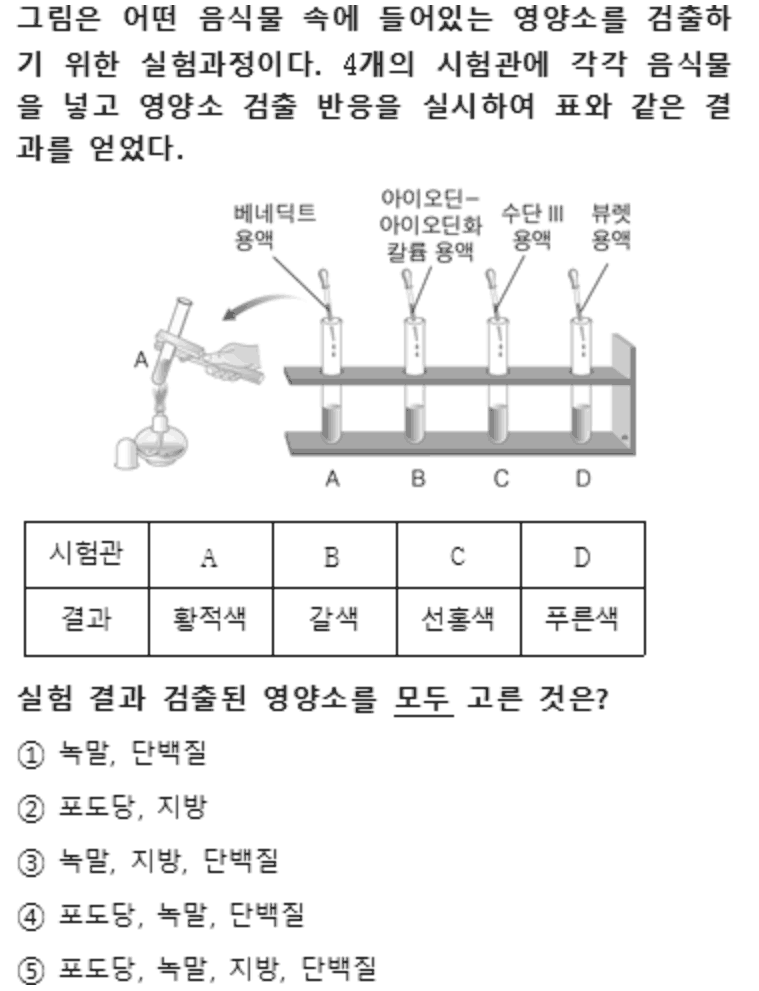 그림은 어떤 음식물 속에 들어있는 영양소를 검출하
기 위한 실험과정이다. 4개의 시험관에 각각 음식물
을 넣고 영양소 검출 반응을 실시하여 표와 같은 결
과를 얻었다.
베네딕트
용액
아이오딘-
아이오딘화
칼륨 용액
수단 Ⅲ
용액
뷰렛
용액
A
A B C D
시험관 A B C D
결과 황적색 갈색 선홍색 푸른색
실험 결과 검출된 영양소를 모두 고른 것은?
① 녹말, 단백질
② 포도당, 지방
③ 녹말, 지방, 단백질
④ 포도당, 녹말, 단백질
⑤ 포도당, 녹말, 지방, 단백질